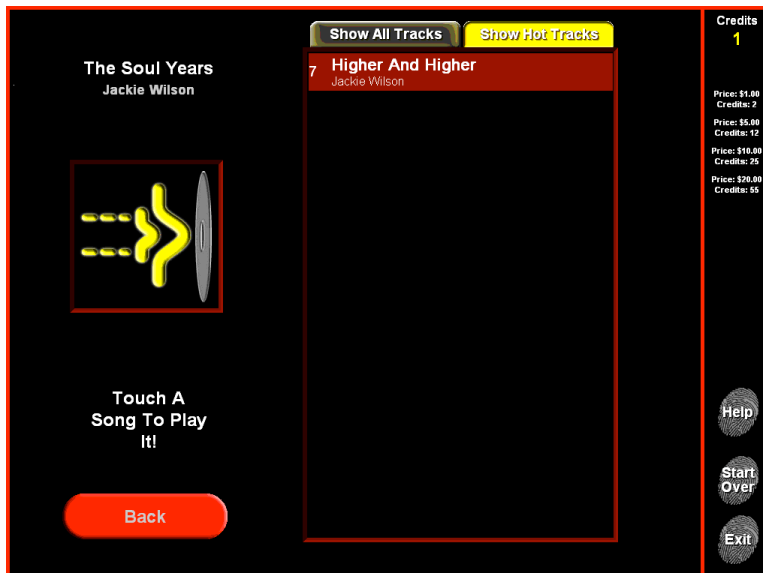 The Soul Years
Jackie Wilson
Touch A
Song To Play
It!
Back
Show All Tracks
Show Hot Tracks
7 Higher And Higher
Jackie Wilson
Credits
1
Price: $1.00
Credits: 2
Price: $5.00
Credits: 12
Price: $10.00
Credits: 25
Price: $20.00
Credits: 55
Help
Start
Over
Exit